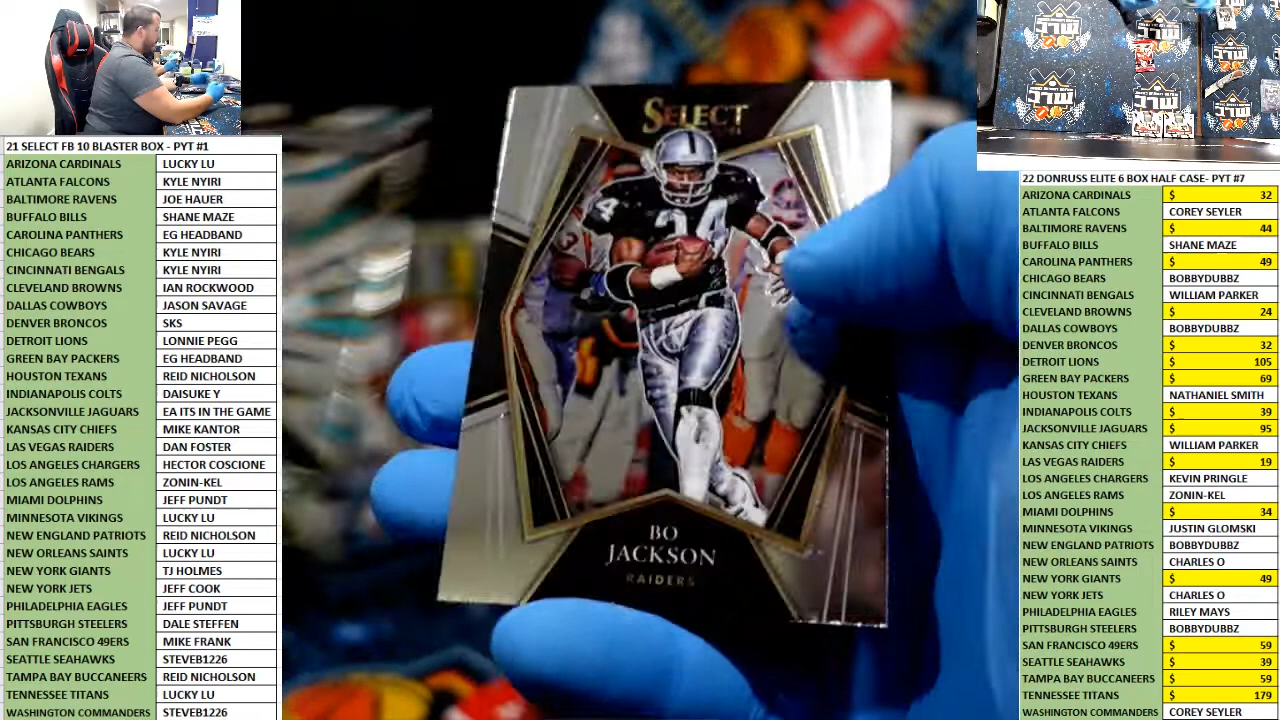 21 SELECT FB 10 BLASTER BOX - PYT #1
ARIZONA CARDINALS LUCKY LU
ATLANTA FALCONS KYLE NYIRI
BALTIMORE RAVENS JOE HAUER
BUFFALO BILLS SHANE MAZE
CAROLINA PANTHERS EG HEADBAND
CHICAGO BEARS KYLE NYIRI
CINCINNATI BENGALS KYLE NYIRI
CLEVELAND BROWNS IAN ROCKWOOD
DALLAS COWBOYS JASON SAVAGE
DENVER BRONCOS SKS
DETROIT LIONS LONNIE PEGG
GREEN BAY PACKERS EG HEADBAND
HOUSTON TEXANS REID NICHOLSON
INDIANAPOLIS COLTS DAISUKE Y
JACKSONVILLE JAGUARS EA ITS IN THE GAME
KANSAS CITY CHIEFS MIKE KANTOR
LAS VEGAS RAIDERS DAN FOSTER
LOS ANGELES CHARGERS HECTOR COSCIONE
LOS ANGELES RAMS ZONIN-KEL
MIAMI DOLPHINS JEFF PUNDT
MINNESOTA VIKINGS LUCKY LU
NEW ENGLAND PATRIOTS REID NICHOLSON
NEW ORLEANS SAINTS LUCKY LU
NEW YORK GIANTS TJ HOLMES
NEW YORK JETS JEFF COOK
PHILADELPHIA EAGLES JEFF PUNDT
PITTSBURGH STEELERS DALE STEFFEN
SAN FRANCISCO 49ERS MIKE FRANK
SEATTLE SEAHAWKS STEVEB1226
TAMPA BAY BUCCANEERS REID NICHOLSON
TENNESSEE TITANS LUCKY LU
WASHINGTON COMMANDERS STEVEB1226
SELECT
34
BO
JACKSON
RAIDERS
22 DONRUSS ELITE 6 BOX HALF CASE- PYT #7
ARIZONA CARDINALS $ 32
ATLANTA FALCONS COREY SEYLER
BALTIMORE RAVENS $ 44
BUFFALO BILLS SHANE MAZE
CAROLINA PANTHERS $ 49
CHICAGO BEARS BOBBYDUBBZ
CINCINNATI BENGALS WILLIAM PARKER
CLEVELAND BROWNS $ 24
DALLAS COWBOYS BOBBYDUBBZ
DENVER BRONCOS $ 32
DETROIT LIONS $ 105
GREEN BAY PACKERS $ 69
HOUSTON TEXANS NATHANIEL SMITH
INDIANAPOLIS COLTS $ 39
JACKSONVILLE JAGUARS $ 95
KANSAS CITY CHIEFS WILLIAM PARKER
LAS VEGAS RAIDERS $ 19
LOS ANGELES CHARGERS KEVIN PRINGLE
LOS ANGELES RAMS ZONIN-KEL
MIAMI DOLPHINS $ 34
MINNESOTA VIKINGS JUSTIN GLOMSKI
NEW ENGLAND PATRIOTS BOBBYDUBBZ
NEW ORLEANS SAINTS CHARLES O
NEW YORK GIANTS $ 49
NEW YORK JETS CHARLES O
PHILADELPHIA EAGLES RILEY MAYS
PITTSBURGH STEELERS BOBBYDUBBZ
SAN FRANCISCO 49ERS $ 59
SEATTLE SEAHAWKS $ 39
TAMPA BAY BUCCANEERS $ 59
TENNESSEE TITANS $ 179
WASHINGTON COMMANDERS COREY SEYLER